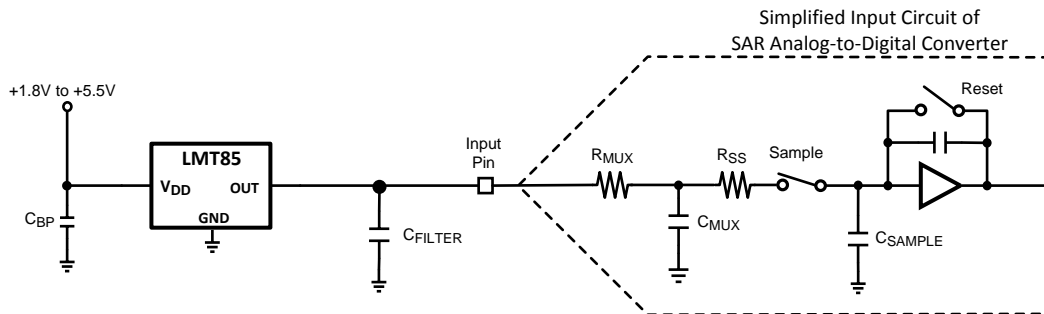 Simplified Input Circuit of
SAR Analog-to-Digital Converter
+1.8V to +5.5V
Reset
LMT85
Input
Pin
RMUX
RSS
Sample
VDD
OUT
GND
CBP
CFILTER
CMUX
CSAMPLE